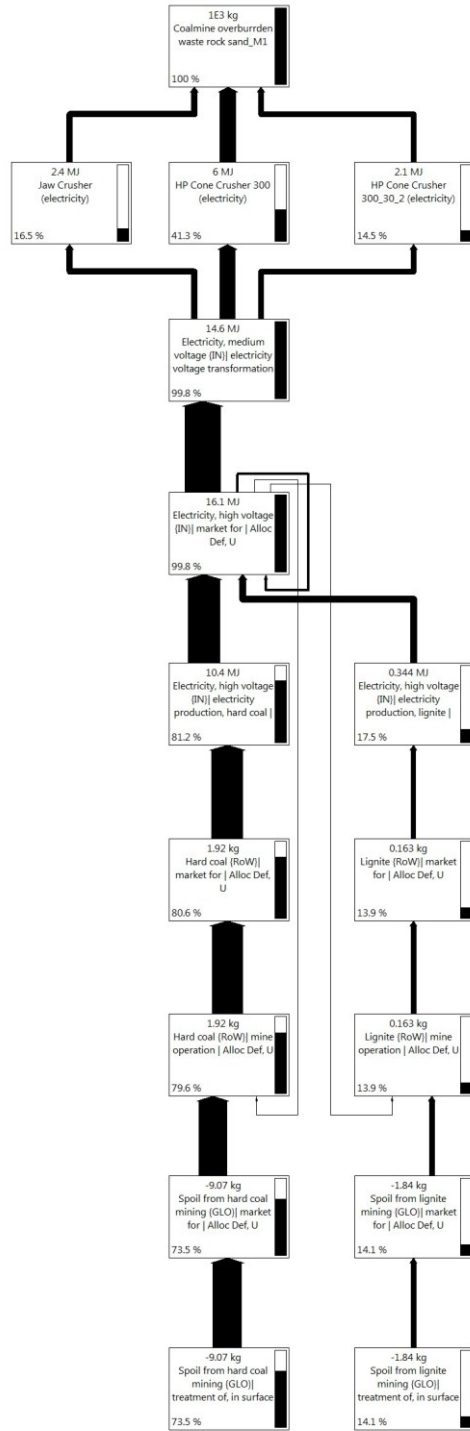 1E3 kg
Coalmine overburrden
waste rock sand_M1
100 %
2.4 MJ
Jaw Crusher
(electricity)
16.5 %
6 MJ
HP Cone Crusher 300
(electricity)
41.3 %
2.1 MJ
HP Cone Crusher
300_30_2 (electricity)
14.5 %
14.6 MJ
Electricity, medium
voltage {IN}| electricity
voltage transformation
99.8 %
16.1 MJ
Electricity, high voltage
{IN}| market for | Alloc
Def, U
99.8 %
10.4 MJ
Electricity, high voltage
{IN}| electricity
production, hard coal |
81.2 %
0.344 MJ
Electricity, high voltage
{IN}| electricity
production, lignite |
17.5 %
1.92 kg
Hard coal {RoW}|
market for | Alloc Def,
U
80.6 %
0.163 kg
Lignite {RoW}| market
for | Alloc Def, U
13.9 %
1.92 kg
Hard coal {RoW}| mine
operation | Alloc Def, U
79.6 %
0.163 kg
Lignite {RoW}| mine
operation | Alloc Def, U
13.9 %
-9.07 kg
Spoil from hard coal
mining {GLO}| market
for | Alloc Def, U
73.5 %
-1.84 kg
Spoil from lignite
mining {GLO}| market
for | Alloc Def, U
14.1 %
-9.07 kg
Spoil from hard coal
mining {GLO}|
treatment of, in surface
73.5 %
-1.84 kg
Spoil from lignite
mining {GLO}|
treatment of, in surface
14.1 %